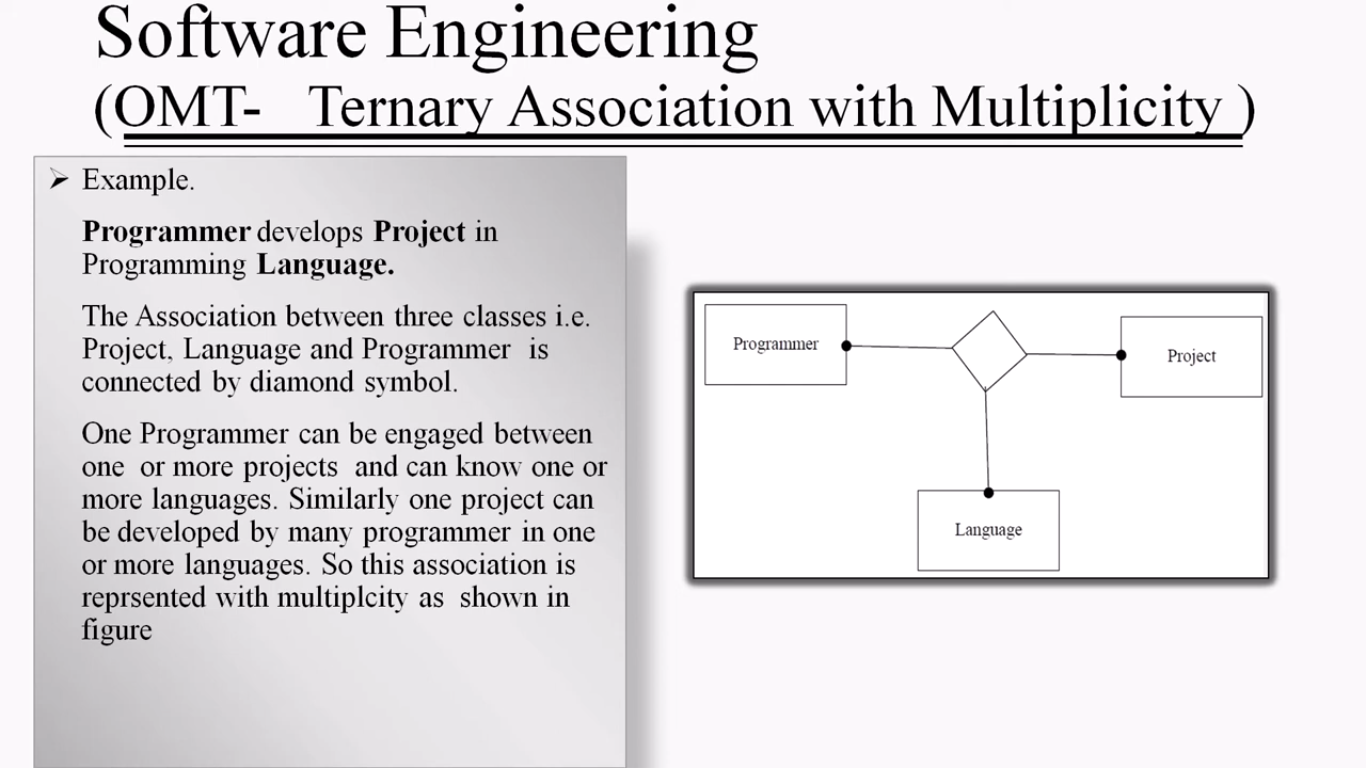 Software Engineering
(OMT- Ternary Association with Multiplicity )
➢ Example.
Programmer develops Project in
Programming Language.
The Association between three classes i.e.
Project, Language and Programmer is
connected by diamond symbol.
One Programmer can be engaged between
one or more projects and can know one or
more languages. Similarly one project can
be developed by many programmer in one
or more languages. So this association is
reprsented with multiplcity as shown in
figure
Programmer
Project
Language